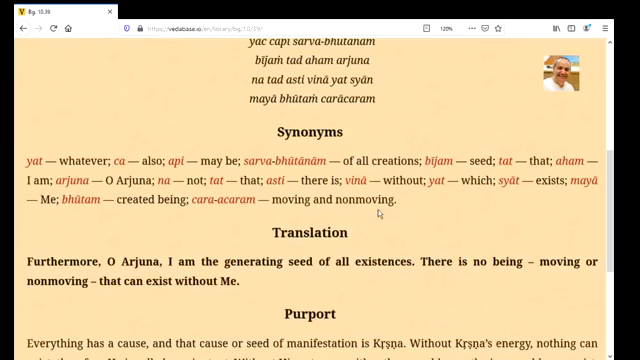 Bg. 10.39
https://vedabase.io/en/library/bg/10/39/
120%
yac cāpi sarva-bhūtānāṁ
bījaṁ tad aham arjuna
na tad asti vinā yat syān
mayā bhūtaṁ carācaram
Synonyms
yat — whatever; ca — also; api — may be; sarva-bhūtānām — of all creations; bījam — seed; tat — that; aham —
I am; arjuna — O Arjuna; na — not; tat — that; asti — there is; vinā — without; yat — which; syāt — exists; mayā
— Me; bhūtam — created being; cara-acaram — moving and nonmoving.
Translation
Furthermore, O Arjuna, I am the generating seed of all existences. There is no being – moving or
nonmoving – that can exist without Me.
Purport
Everything has a cause, and that cause or seed of manifestation is Kṛṣṇa. Without Kṛṣṇa's energy, nothing can